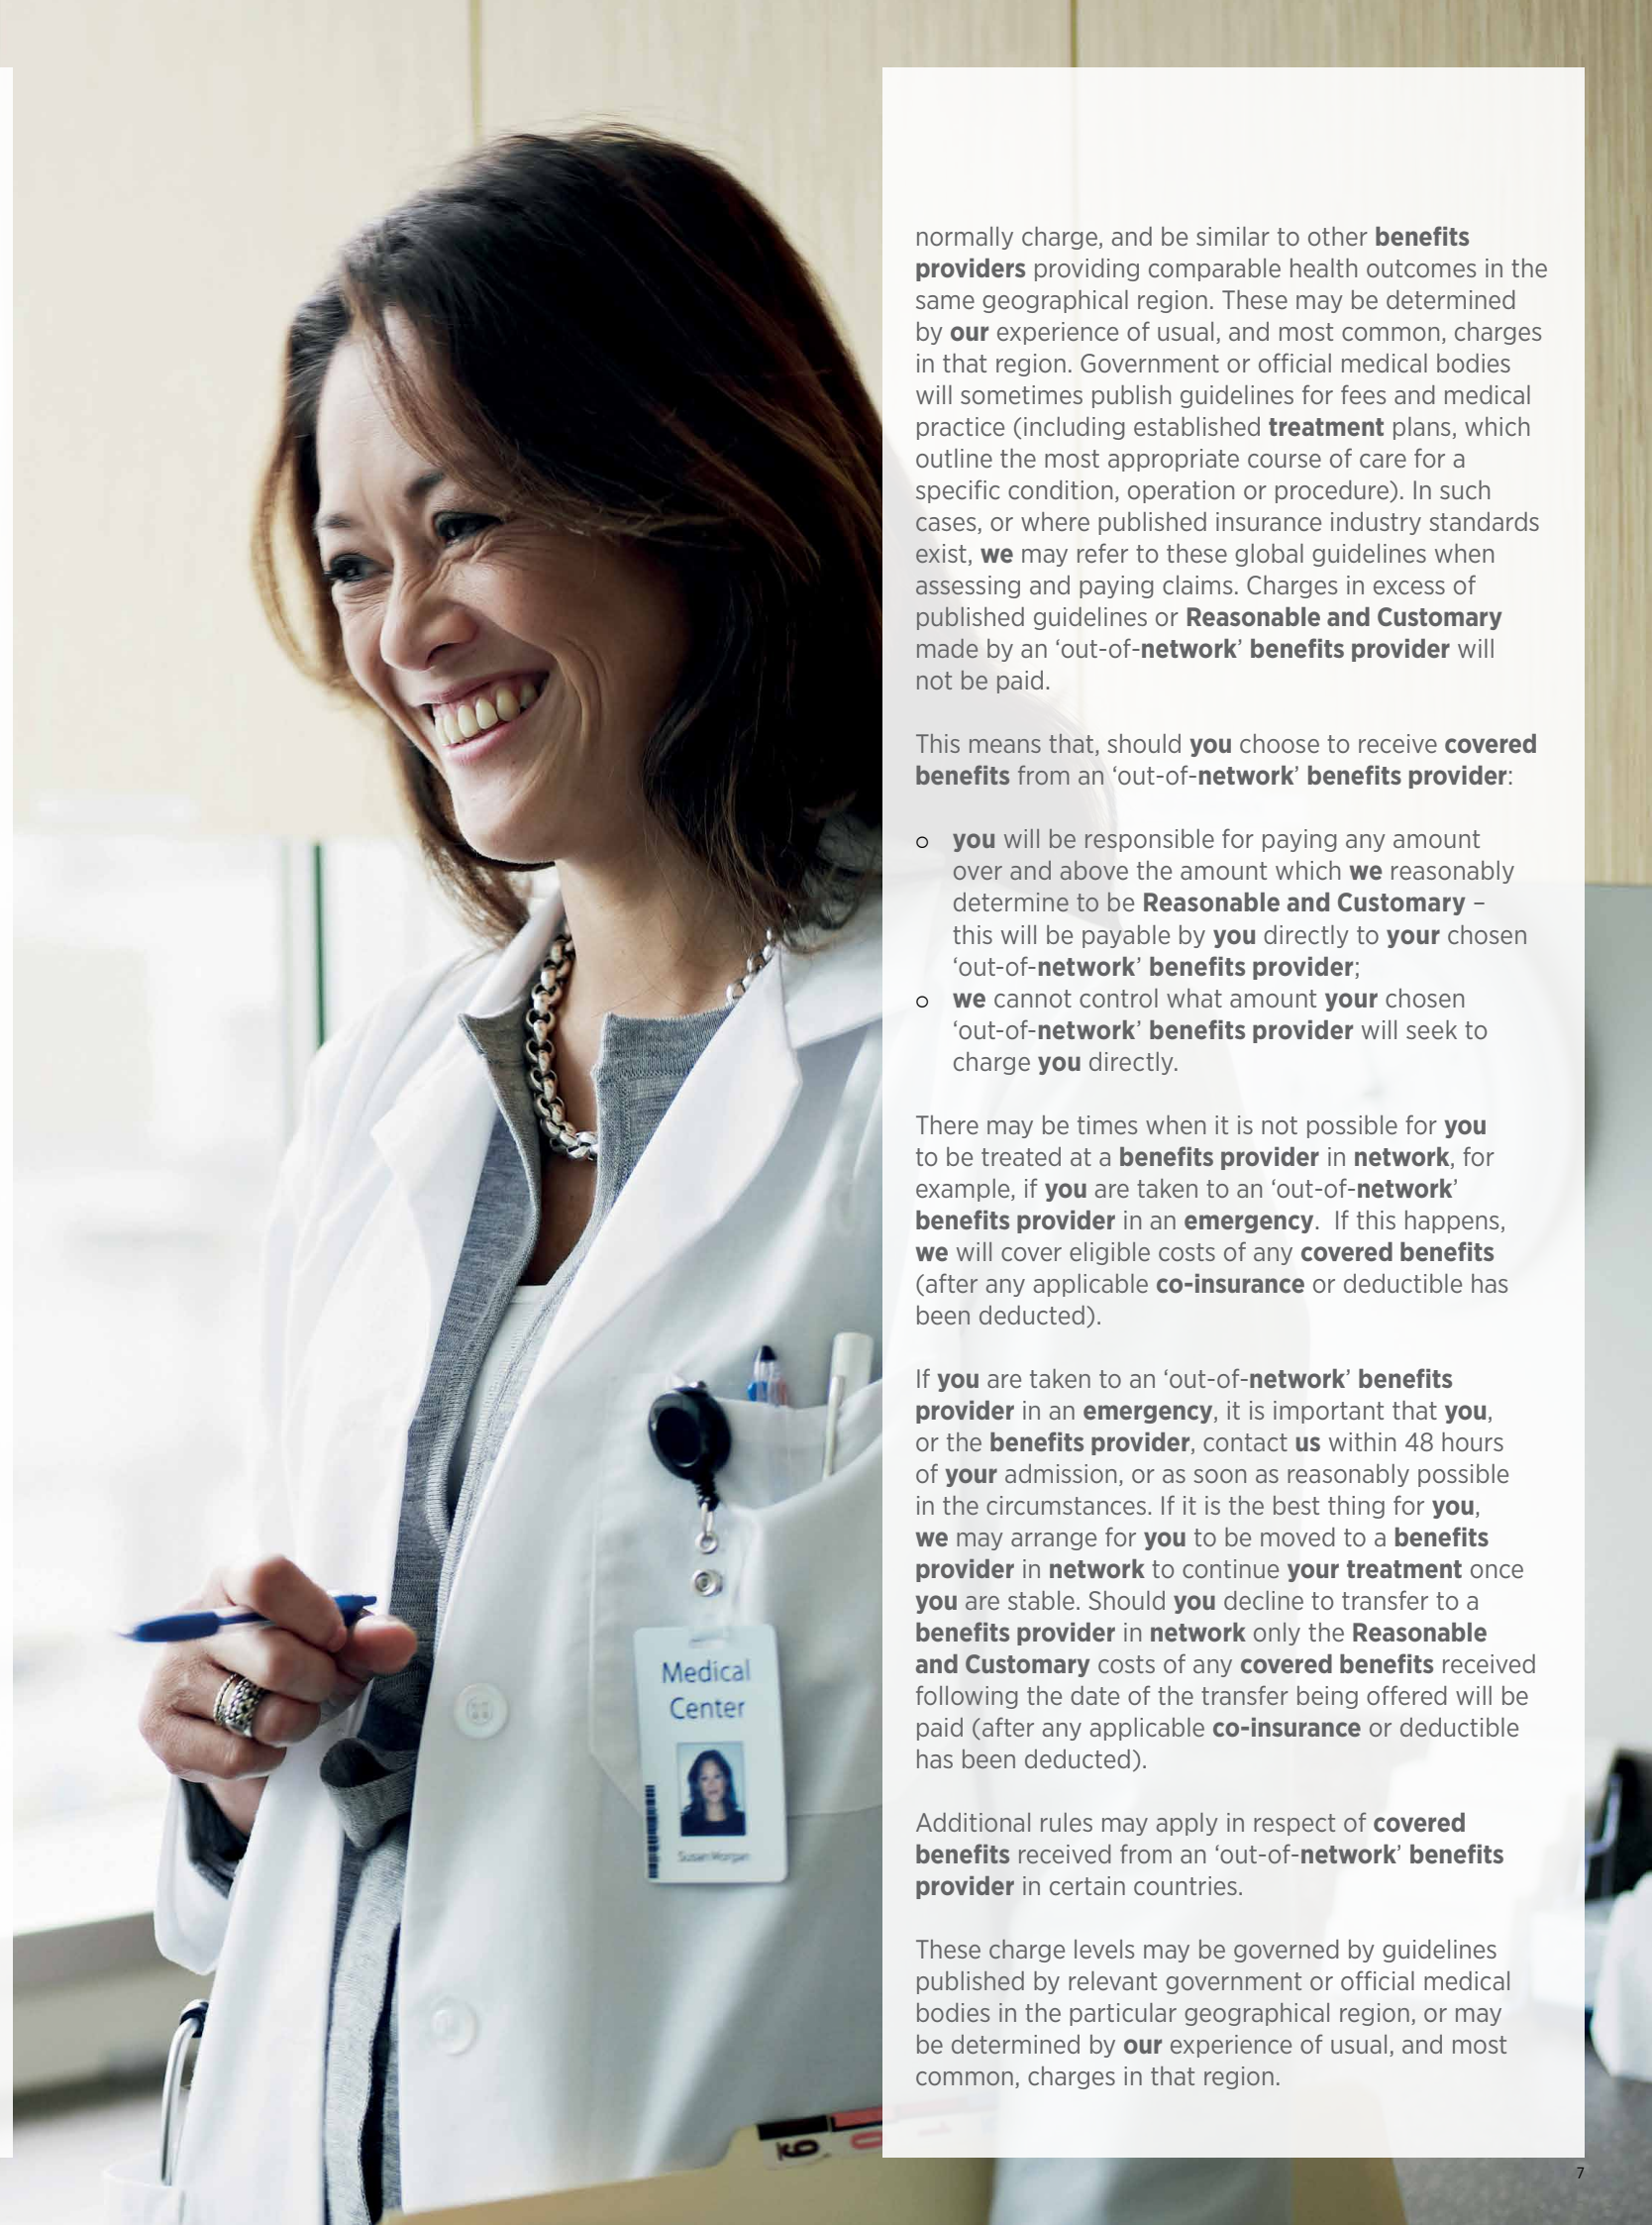 normally charge, and be similar to other benefits
providers providing comparable health outcomes in the
same geographical region. These may be determined
by our experience of usual, and most common, charges
in that region. Government or official medical bodies
will sometimes publish guidelines for fees and medical
practice (including established treatment plans, which
outline the most appropriate course of care for a
specific condition, operation or procedure). In such
cases, or where published insurance industry standards
exist, we may refer to these global guidelines when
assessing and paying claims. Charges in excess of
published guidelines or Reasonable and Customary
made by an ‘out-of-network’ benefits provider will
not be paid.
This means that, should you choose to receive covered
benefits from an ‘out-of-network’ benefits provider:
o you will be responsible for paying any amount
over and above the amount which we reasonably
determine to be Reasonable and Customary –
this will be payable by you directly to your chosen
‘out-of-network’ benefits provider;
o we cannot control what amount your chosen
‘out-of-network’ benefits provider will seek to
charge you directly.
There may be times when it is not possible for you
to be treated at a benefits provider in network, for
example, if you are taken to an ‘out-of-network’
benefits provider in an emergency.  If this happens,
we will cover eligible costs of any covered benefits
(after any applicable co-insurance or deductible has
been deducted).
If you are taken to an ‘out-of-network’ benefits
provider in an emergency, it is important that you,
or the benefits provider, contact us within 48 hours
of your admission, or as soon as reasonably possible
in the circumstances. If it is the best thing for you,
we may arrange for you to be moved to a benefits
provider in network to continue your treatment once
you are stable. Should you decline to transfer to a
benefits provider in network only the Reasonable
and Customary costs of any covered benefits received
following the date of the transfer being offered will be
paid (after any applicable co-insurance or deductible
has been deducted).
Additional rules may apply in respect of covered
benefits received from an ‘out-of-network’ benefits
provider in certain countries.
These charge levels may be governed by guidelines
published by relevant government or official medical
bodies in the particular geographical region, or may
be determined by our experience of usual, and most
common, charges in that region.
Medical
Center
Susan Morgan
7